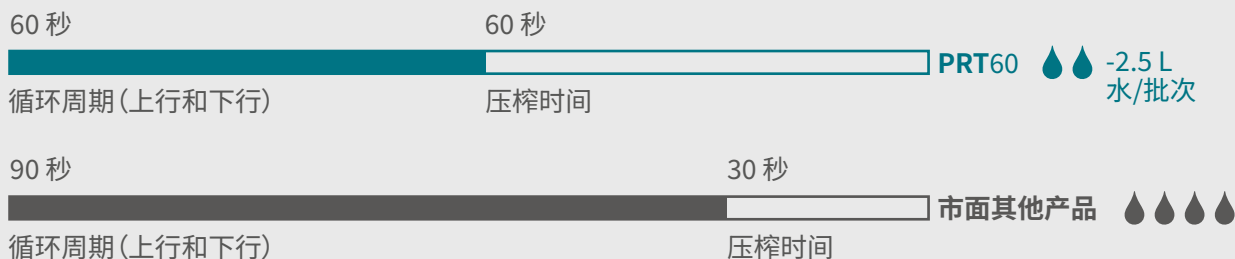 60 秒 60 秒
PRT60 -2.5 L
水/批次
循环周期（上行和下行） 压榨时间
90 秒 30 秒
市面其他产品
循环周期（上行和下行） 压榨时间